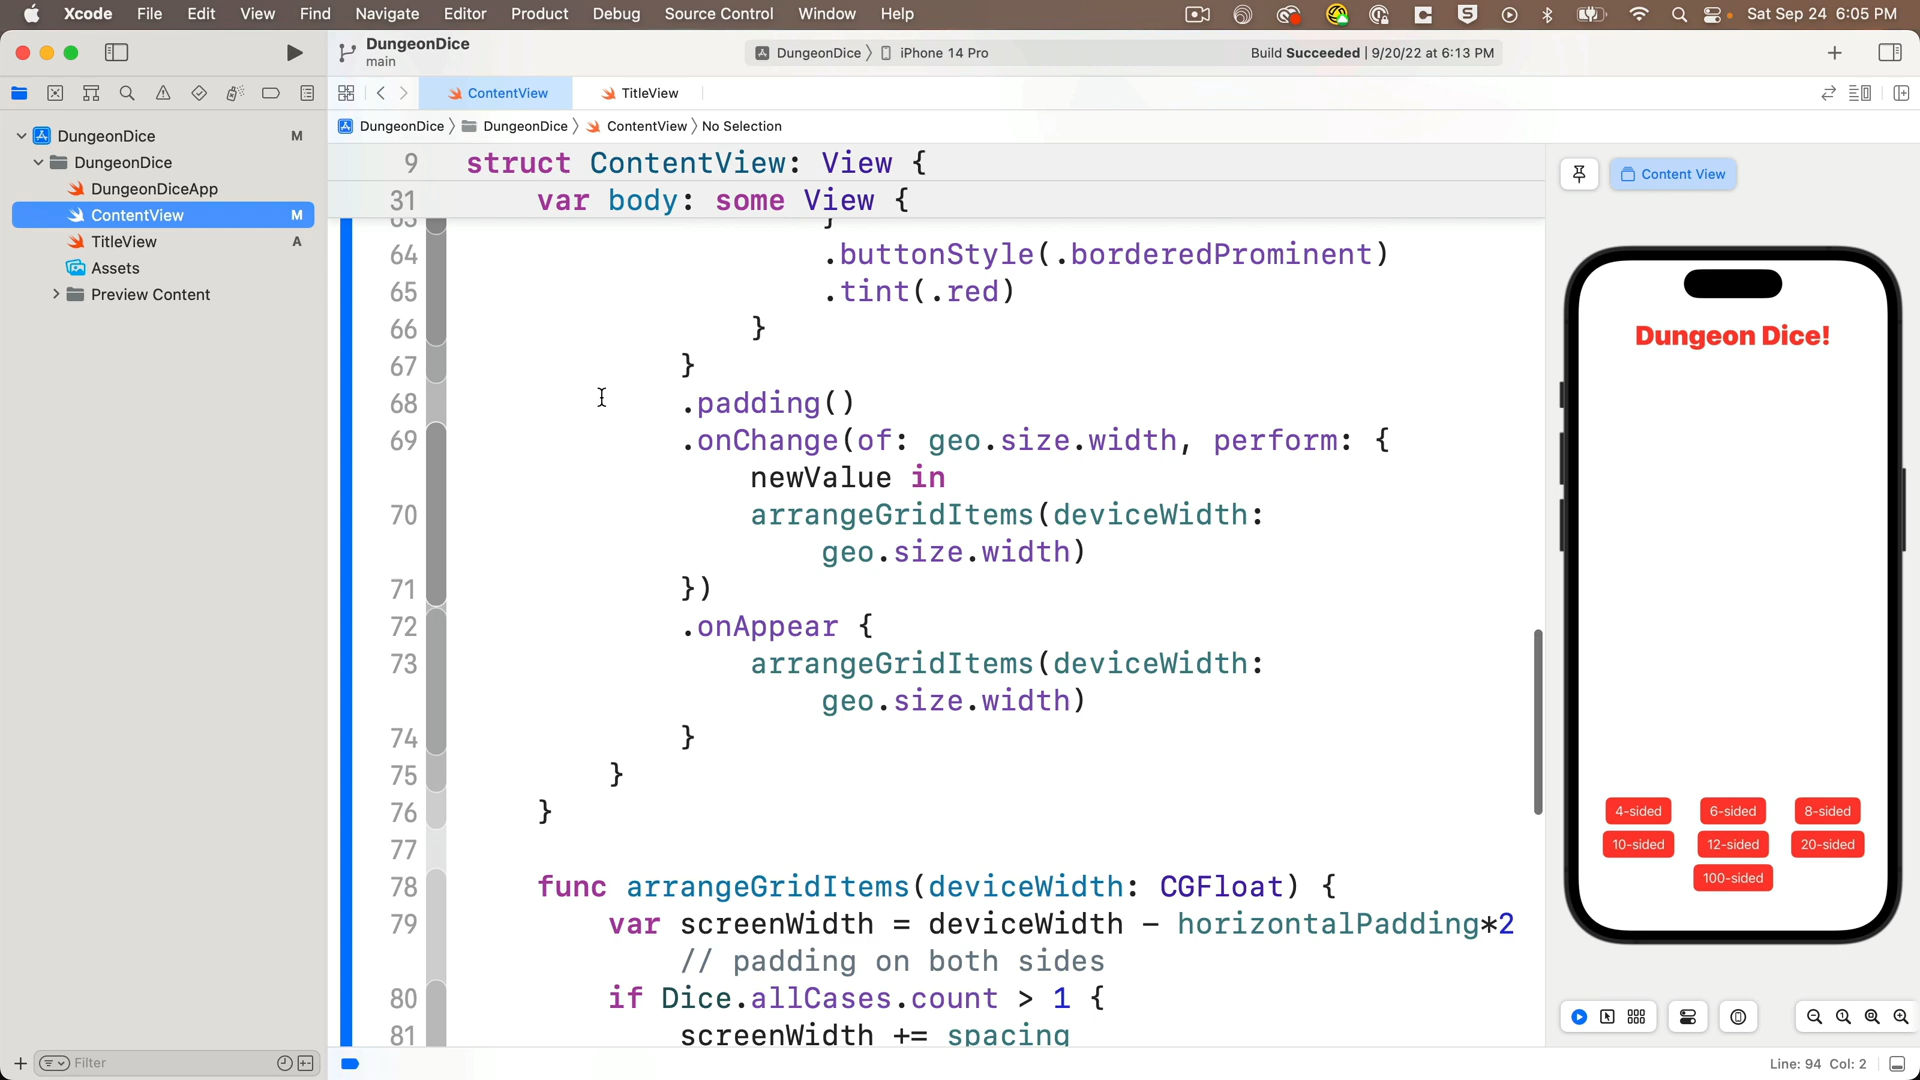 Xcode File Edit View Find Navigate Editor Product Debug Source Control Window Help Sat Sep 24 6:05 PM
DungeonDice
main
DungeonDice iPhone 14 Pro
Build Succeeded | 9/20/22 at 6:13 PM
ContentView
TitleView
DungeonDice M
DungeonDice
DungeonDiceApp
ContentView M
TitleView A
Assets
Preview Content
Filter
DungeonDice DungeonDice ContentView No Selection
9 struct ContentView: View {
31 var body: some View {
63 }
64 .buttonStyle(.borderedProminent)
65 .tint(.red)
66 }
67 }
68 .padding()
69 .onChange(of: geo.size.width, perform: {
newValue in
70 arrangeGridItems(deviceWidth:
geo.size.width)
71 })
72 .onAppear {
73 arrangeGridItems(deviceWidth:
geo.size.width)
74 }
75 }
76 }
77
78 func arrangeGridItems(deviceWidth: CGFloat) {
79 var screenWidth = deviceWidth - horizontalPadding*2
// padding on both sides
80 if Dice.allCases.count > 1 {
81 screenWidth += spacing
Content View
Dungeon Dice!
4-sided 6-sided 8-sided
10-sided 12-sided 20-sided
100-sided
Line: 94 Col: 2